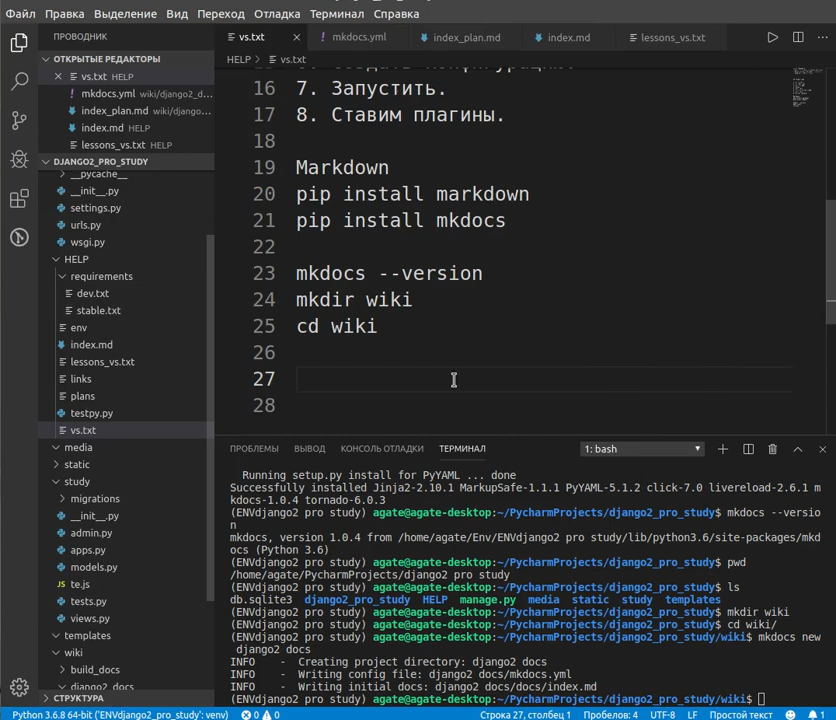 Файл Правка Выделение Вид Переход Отладка Терминал Справка
ПРОВОДНИК
ОТКРЫТЫЕ РЕДАКТОРЫ
vs.txt HELP
mkdocs.yml wiki/django2_d...
index_plan.md wiki/django...
index.md HELP
lessons_vs.txt HELP
DJANGO2_PRO_STUDY
__pycache__
__init__.py
settings.py
urls.py
wsgi.py
HELP
requirements
dev.txt
stable.txt
env
index.md
lessons_vs.txt
links
plans
testpy.py
vs.txt
media
static
study
migrations
__init__.py
admin.py
apps.py
models.py
te.js
tests.py
views.py
templates
wiki
build_docs
django2_docs
СТРУКТУРА
vs.txt mkdocs.yml index_plan.md index.md lessons_vs.txt
HELP > vs.txt
16 7. Запустить.
17 8. Ставим плагины.
18
19 Markdown
20 pip install markdown
21 pip install mkdocs
22
23 mkdocs --version
24 mkdir wiki
25 cd wiki
26
27
28
ПРОБЛЕМЫ ВЫВОД КОНСОЛЬ ОТЛАДКИ ТЕРМИНАЛ 1: bash
Running setup.py install for PyYAML ... done
Successfully installed Jinja2-2.10.1 MarkupSafe-1.1.1 PyYAML-5.1.2 click-7.0 livereload-2.6.1 m
kdocs-1.0.4 tornado-6.0.3
(ENVdjango2 pro study) agate@agate-desktop:~/PycharmProjects/django2_pro_study$ mkdocs --versio
n
mkdocs, version 1.0.4 from /home/agate/Env/ENVdjango2 pro study/lib/python3.6/site-packages/mkd
ocs (Python 3.6)
(ENVdjango2 pro study) agate@agate-desktop:~/PycharmProjects/django2_pro_study$ pwd
/home/agate/PycharmProjects/django2 pro study
(ENVdjango2 pro study) agate@agate-desktop:~/PycharmProjects/django2_pro_study$ ls
db.sqlite3 django2_pro_study HELP manage.py media static study templates
(ENVdjango2 pro study) agate@agate-desktop:~/PycharmProjects/django2_pro_study$ mkdir wiki
(ENVdjango2 pro study) agate@agate-desktop:~/PycharmProjects/django2_pro_study$ cd wiki/
(ENVdjango2 pro study) agate@agate-desktop:~/PycharmProjects/django2_pro_study/wiki$ mkdocs new
django2 docs
INFO - Creating project directory: django2 docs
INFO - Writing config file: django2 docs/mkdocs.yml
INFO - Writing initial docs: django2 docs/docs/index.md
(ENVdjango2 pro study) agate@agate-desktop:~/PycharmProjects/django2_pro_study/wiki$
Python 3.6.8 64-bit ('ENVdjango2_pro_study': venv) 0 0 Строка 27, столбец 1 Пробелов: 4 UTF-8 LF Простой текст 1